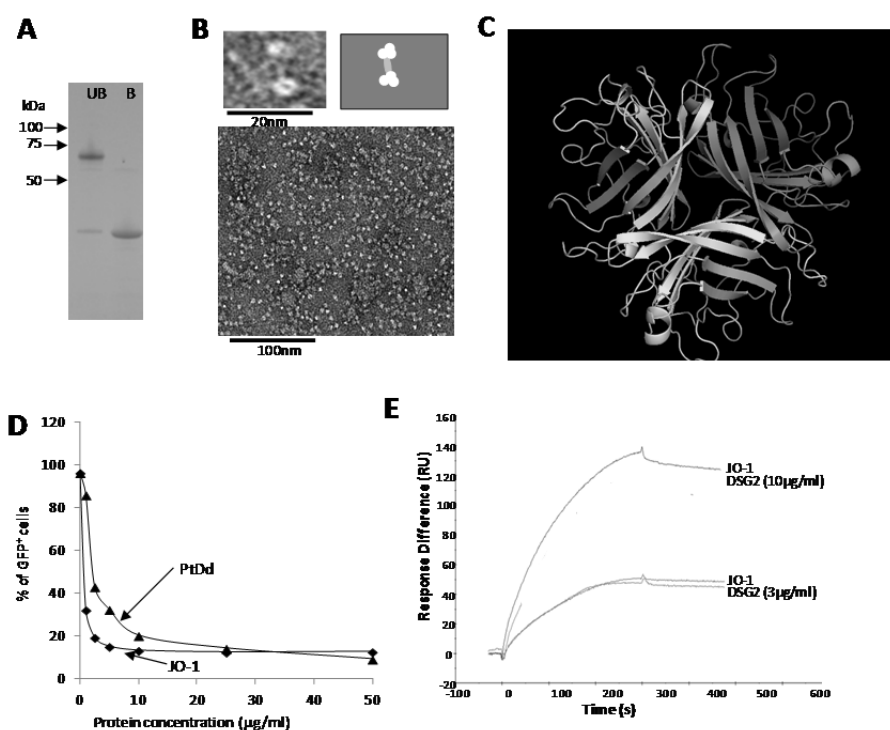 A
UB B
kDa
100
75
50
B
20nm
100nm
C
D
120
100
80
60
40
20
0
% of GFP+ cells
PtDd
JO-1
0 10 20 30 40 50
Protein concentration (µg/ml)
E
160
140
120
100
80
60
40
20
0
-20
Response Difference (RU)
JO-1
DSG2 (10µg/ml)
JO-1
DSG2 (3µg/ml)
-100 0 100 200 300 400 500 600
Time (s)